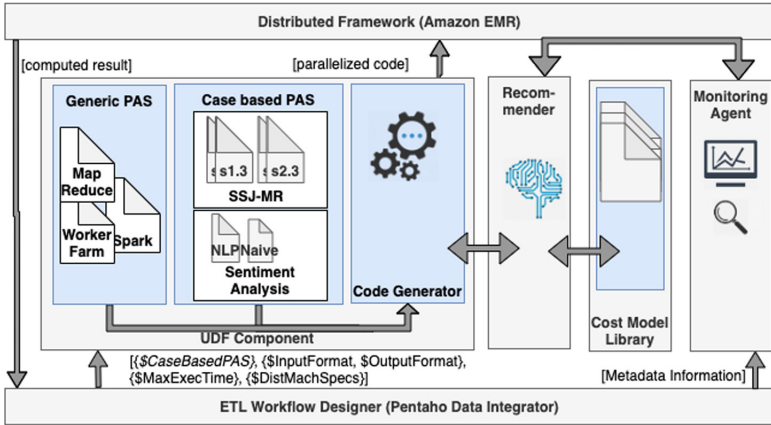 Distributed Framework (Amazon EMR)
[computed result]
[parallelized code]
Generic PAS
Map
Reduce
Worker
Farm
Spark
Case based PAS
s s1.3
s s2.3
SSJ-MR
NLP
Naive
Sentiment
Analysis
Code Generator
UDF Component
Recom-
mender
Cost Model
Library
Monitoring
Agent
[{$CaseBasedPAS}, {$InputFormat, $OutputFormat},
{$MaxExecTime}, {$DistMachSpecs}]
[Metadata Information]
ETL Workflow Designer (Pentaho Data Integrator)